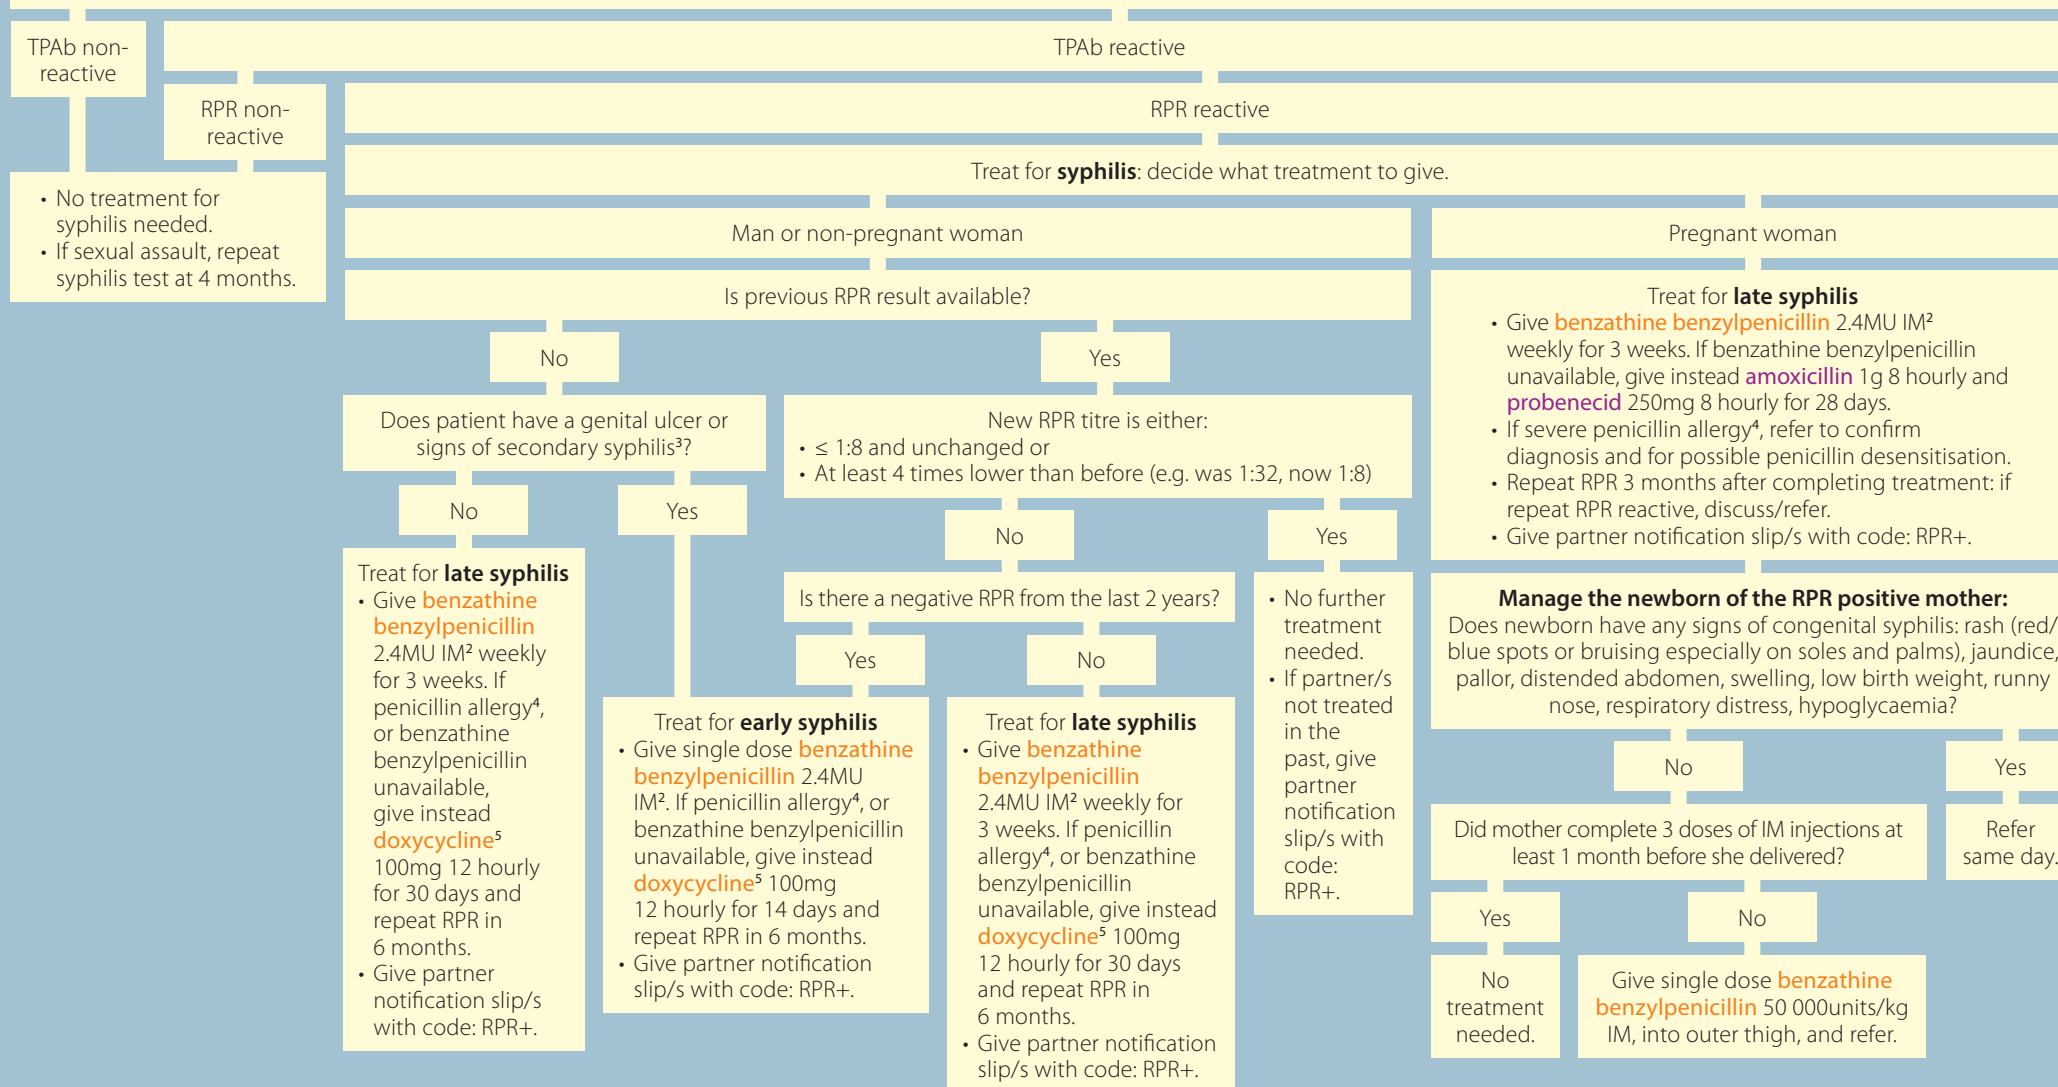 TPAb non-
reactive
TPAb reactive
RPR non-
reactive
RPR reactive
• No treatment for
syphilis needed.
• If sexual assault, repeat
syphilis test at 4 months.
Treat for syphilis: decide what treatment to give.
Man or non-pregnant woman
Is previous RPR result available?
No
Does patient have a genital ulcer or
signs of secondary syphilis³?
No
Treat for late syphilis
• Give benzathine
benzylpenicillin
2.4MU IM² weekly
for 3 weeks. If
penicillin allergy⁴,
or benzathine
benzylpenicillin
unavailable,
give instead
doxycycline⁵
100mg 12 hourly
for 30 days and
repeat RPR in
6 months.
• Give partner
notification slip/s
with code: RPR+.
Yes
Yes
New RPR titre is either:
• ≤ 1:8 and unchanged or
• At least 4 times lower than before (e.g. was 1:32, now 1:8)
No
Is there a negative RPR from the last 2 years?
Yes
Treat for early syphilis
• Give single dose benzathine
benzylpenicillin 2.4MU
IM². If penicillin allergy⁴, or
benzathine benzylpenicillin
unavailable, give instead
doxycycline⁵ 100mg
12 hourly for 14 days and
repeat RPR in 6 months.
• Give partner notification
slip/s with code: RPR+.
No
Treat for late syphilis
• Give benzathine
benzylpenicillin
2.4MU IM² weekly for
3 weeks. If penicillin
allergy⁴, or benzathine
benzylpenicillin
unavailable, give instead
doxycycline⁵ 100mg
12 hourly for 30 days
and repeat RPR in
6 months.
• Give partner notification
slip/s with code: RPR+.
Yes
• No further
treatment
needed.
• If partner/s
not treated
in the
past, give
partner
notification
slip/s with
code:
RPR+.
Pregnant woman
Treat for late syphilis
• Give benzathine benzylpenicillin 2.4MU IM²
weekly for 3 weeks. If benzathine benzylpenicillin
unavailable, give instead amoxicillin 1g 8 hourly and
probenecid 250mg 8 hourly for 28 days.
• If severe penicillin allergy⁴, refer to confirm
diagnosis and for possible penicillin desensitisation.
• Repeat RPR 3 months after completing treatment: if
repeat RPR reactive, discuss/refer.
• Give partner notification slip/s with code: RPR+.
Manage the newborn of the RPR positive mother:
Does newborn have any signs of congenital syphilis: rash (red/
blue spots or bruising especially on soles and palms), jaundice,
pallor, distended abdomen, swelling, low birth weight, runny
nose, respiratory distress, hypoglycaemia?
No
Did mother complete 3 doses of IM injections at
least 1 month before she delivered?
Yes
No
treatment
needed.
No
Give single dose benzathine
benzylpenicillin 50 000units/kg
IM, into outer thigh, and refer.
Yes
Refer
same day.